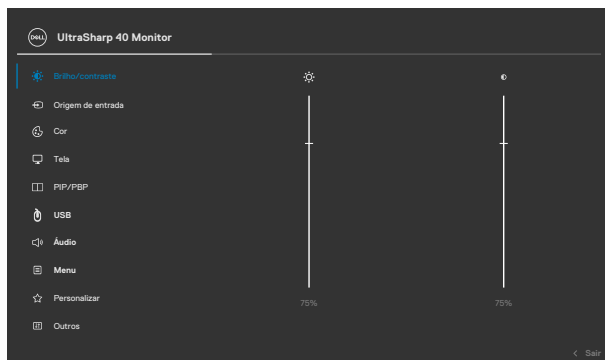 DELL
UltraSharp 40 Monitor
Brilho/contraste
Origem de entrada
Cor
Tela
PIP/PBP
USB
Áudio
Menu
Personalizar
Outros
75%
75%
Sair